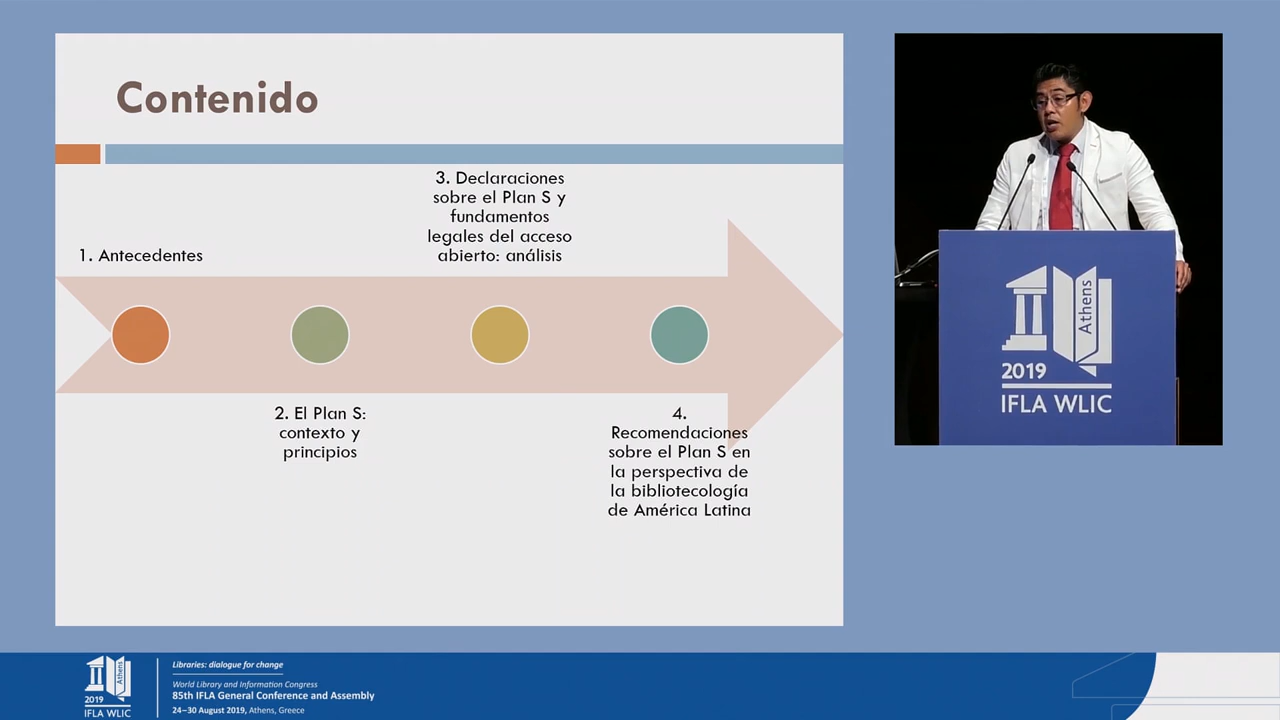 Contenido
1. Antecedentes
2. El Plan S:
contexto y
principios
3. Declaraciones
sobre el Plan S y
fundamentos
legales del acceso
abierto: análisis
4.
Recomendaciones
sobre el Plan S en
la perspectiva de
la bibliotecología
de América Latina
Athens
2019
IFLA WLIC
Athens
2019
IFLA WLIC
Libraries: dialogue for change
World Library and Information Congress
85th IFLA General Conference and Assembly
24–30 August 2019, Athens, Greece